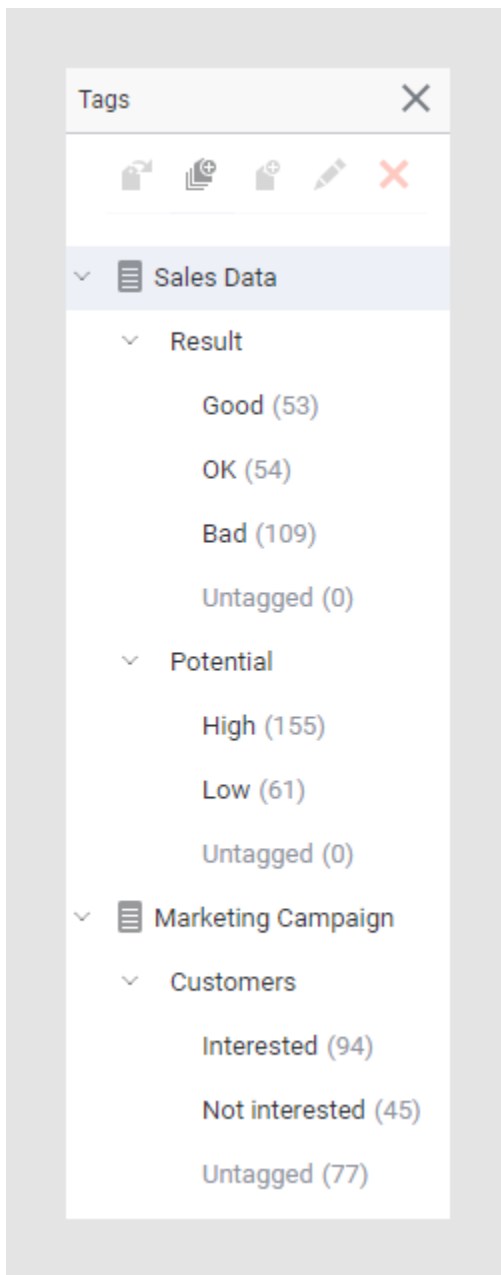 Tags
Sales Data
Result
Good (53)
OK (54)
Bad (109)
Untagged (0)
Potential
High (155)
Low (61)
Untagged (0)
Marketing Campaign
Customers
Interested (94)
Not interested (45)
Untagged (77)